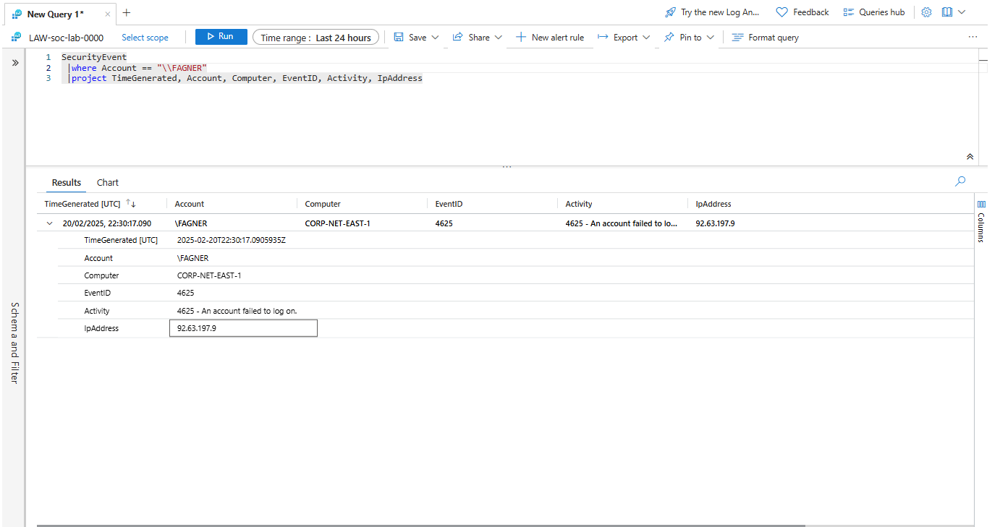 New Query 1*
Try the new Log An... Feedback Queries hub
LAW-soc-lab-0000 Select scope Run Time range : Last 24 hours Save Share New alert rule Export Pin to Format query ...
1 SecurityEvent
2 |where Account == "\\FAGNER"
3 |project TimeGenerated, Account, Computer, EventID, Activity, IpAddress
Schema and Filter
Results Chart
TimeGenerated [UTC] Account Computer EventID Activity IpAddress
20/02/2025, 22:30:17.090 \FAGNER CORP-NET-EAST-1 4625 4625 - An account failed to lo... 92.63.197.9
TimeGenerated [UTC] 2025-02-20T22:30:17.0905935Z
Account \FAGNER
Computer CORP-NET-EAST-1
EventID 4625
Activity 4625 - An account failed to log on.
IpAddress 92.63.197.9
Columns